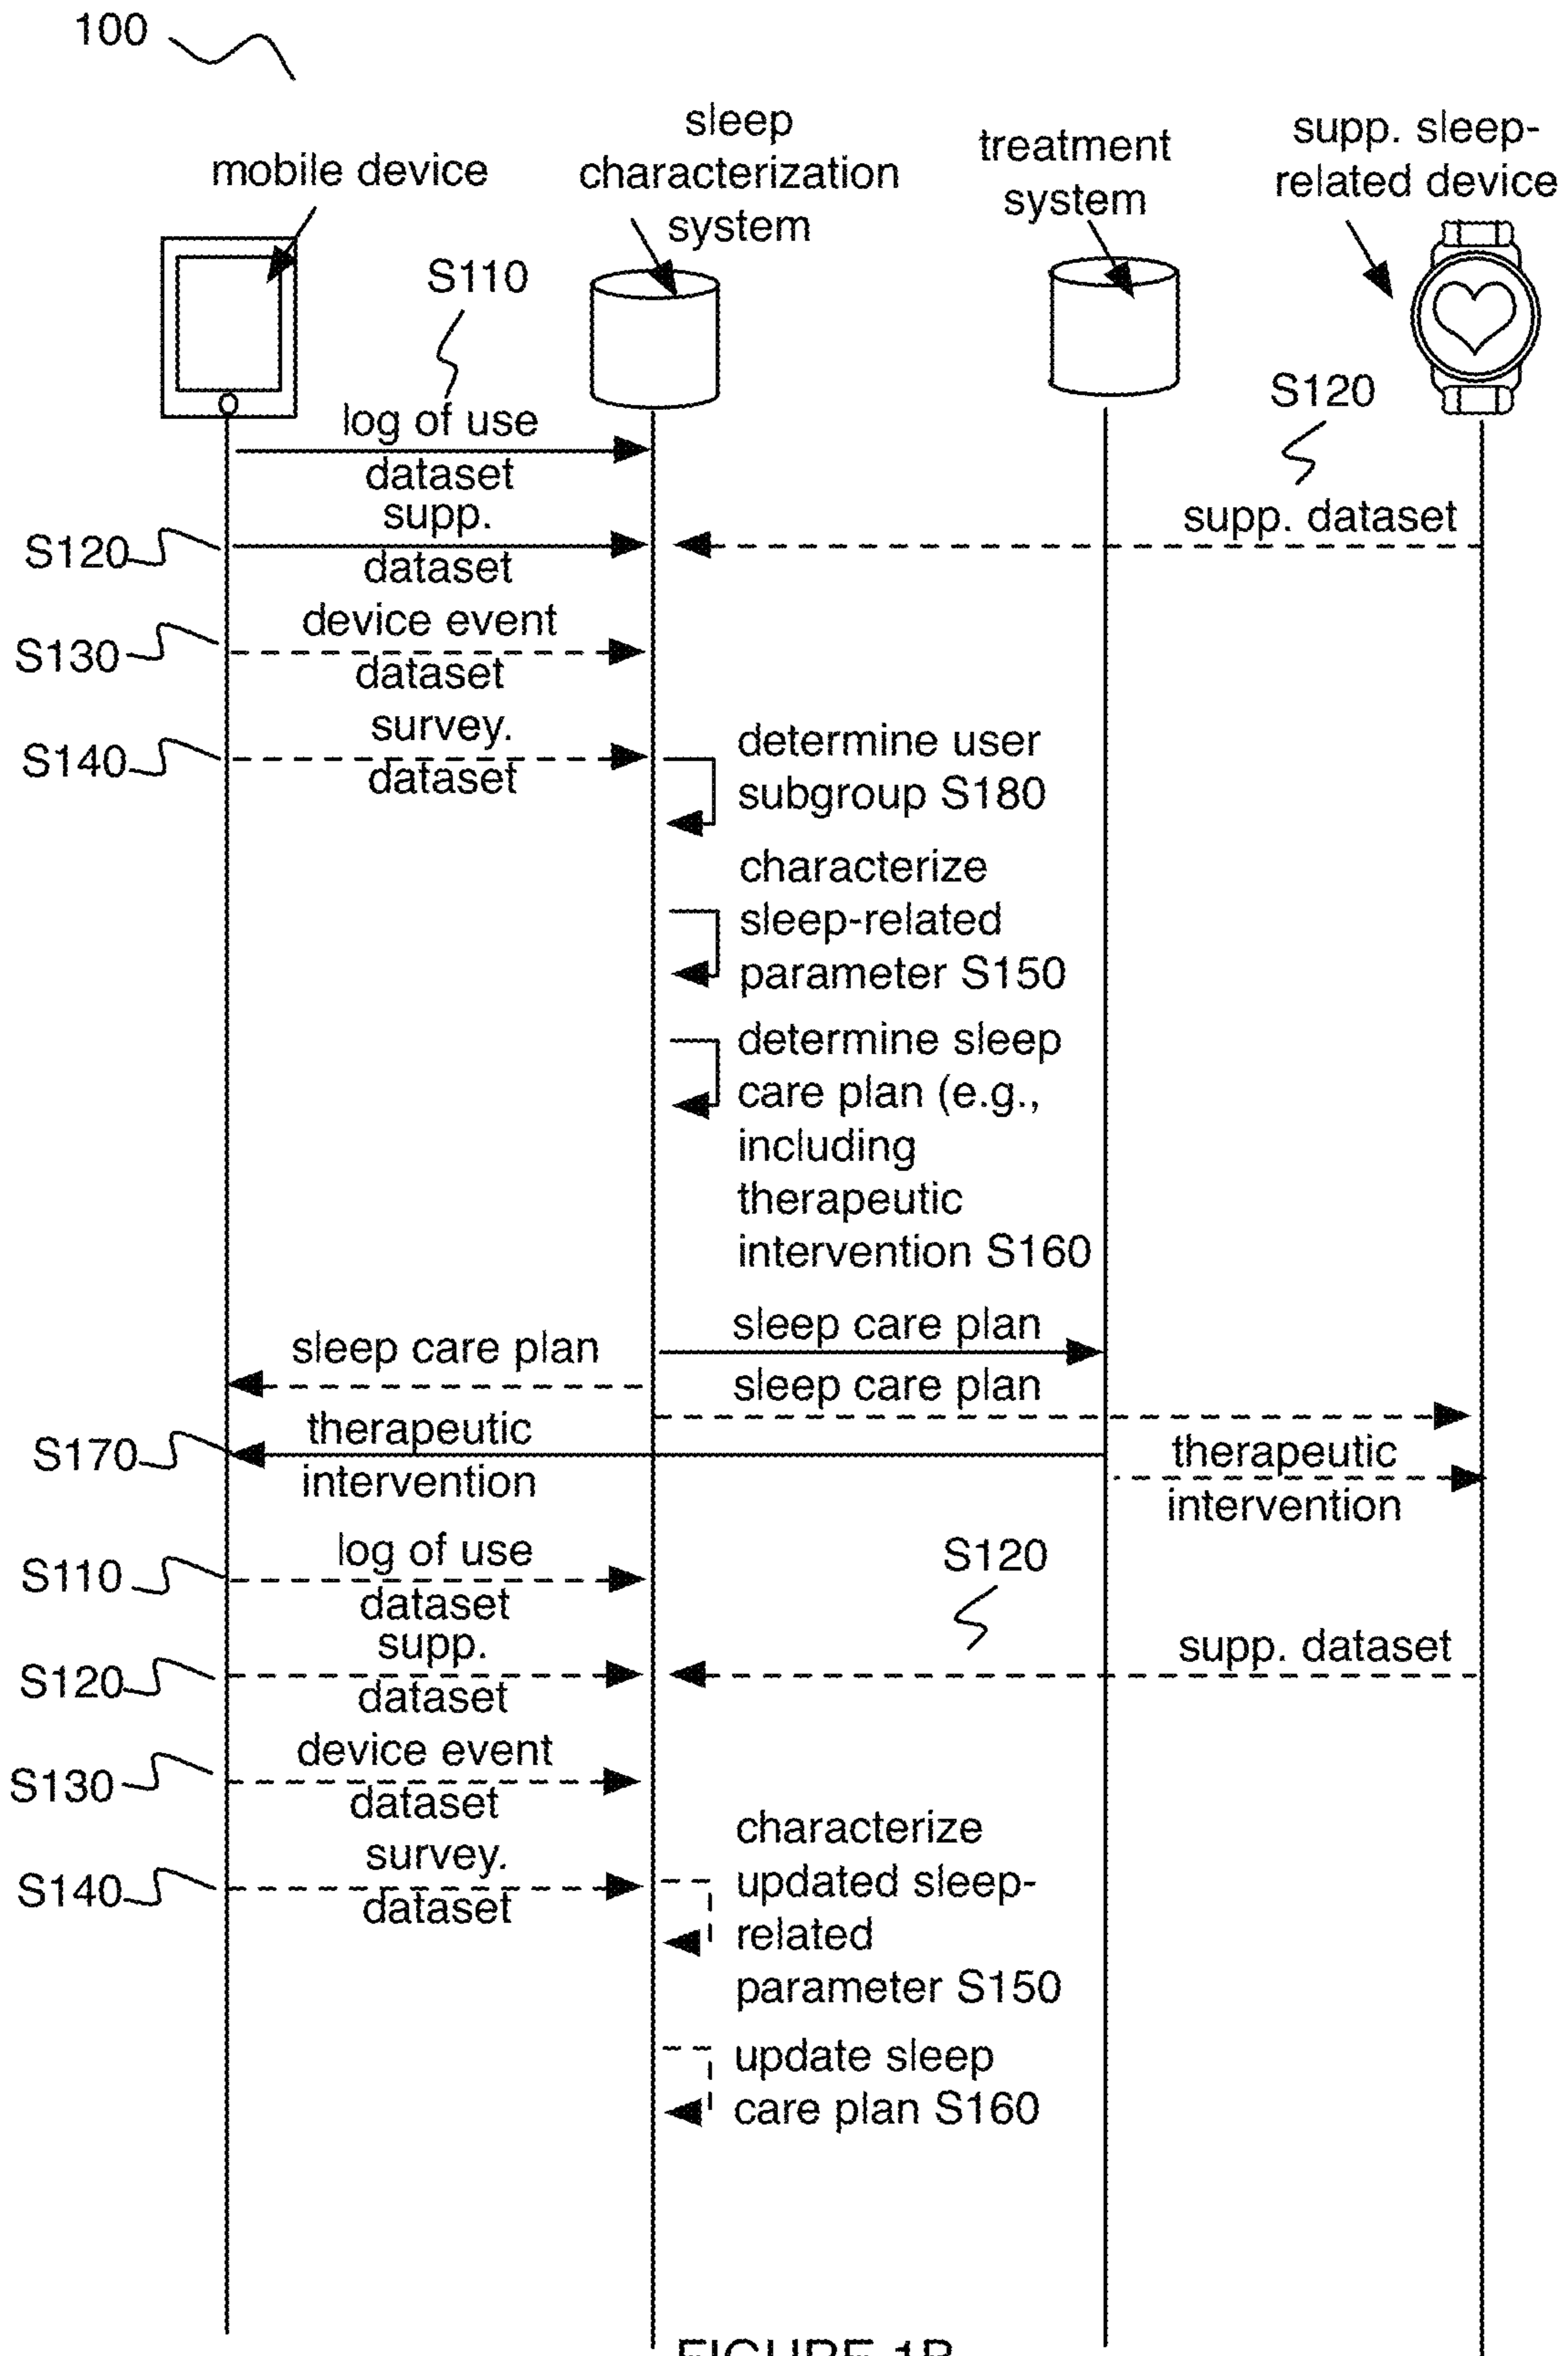 100
mobile device
sleep
characterization
system
treatment
system
supp. sleep-
related device
S110
S120
log of use
dataset
supp.
dataset
S120
supp. dataset
device event
dataset
S130
survey.
dataset
S140
determine user
subgroup S180
characterize
sleep-related
parameter S150
determine sleep
care plan (e.g.,
including
therapeutic
intervention S160
sleep care plan
sleep care plan
sleep care plan
S170
therapeutic
intervention
therapeutic
intervention
S110
log of use
dataset
S120
S120
supp.
dataset
supp. dataset
S130
device event
dataset
S140
survey.
dataset
characterize
updated sleep-
related
parameter S150
update sleep
care plan S160
FIGURE 1B